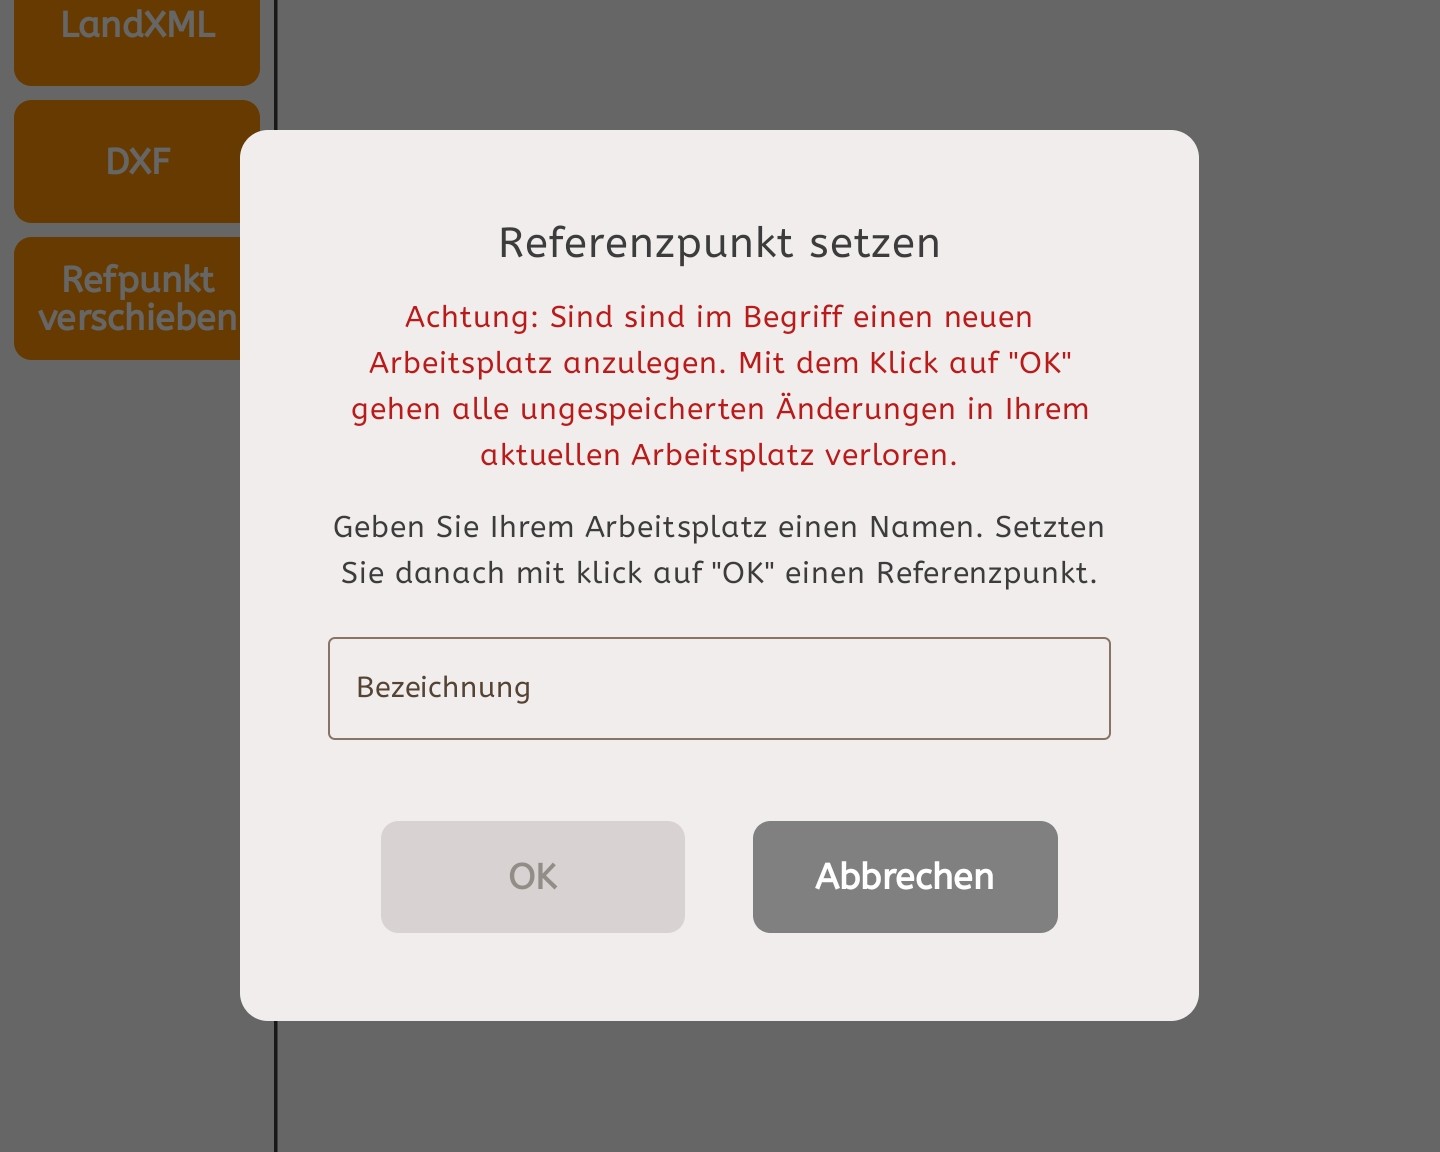 LandXML
DXF
Refpunkt
verschieben
Referenzpunkt setzen
Achtung: Sind sind im Begriff einen neuen
Arbeitsplatz anzulegen. Mit dem Klick auf "OK"
gehen alle ungespeicherten Änderungen in Ihrem
aktuellen Arbeitsplatz verloren.
Geben Sie Ihrem Arbeitsplatz einen Namen. Setzten
Sie danach mit klick auf "OK" einen Referenzpunkt.
Bezeichnung
OK
Abbrechen